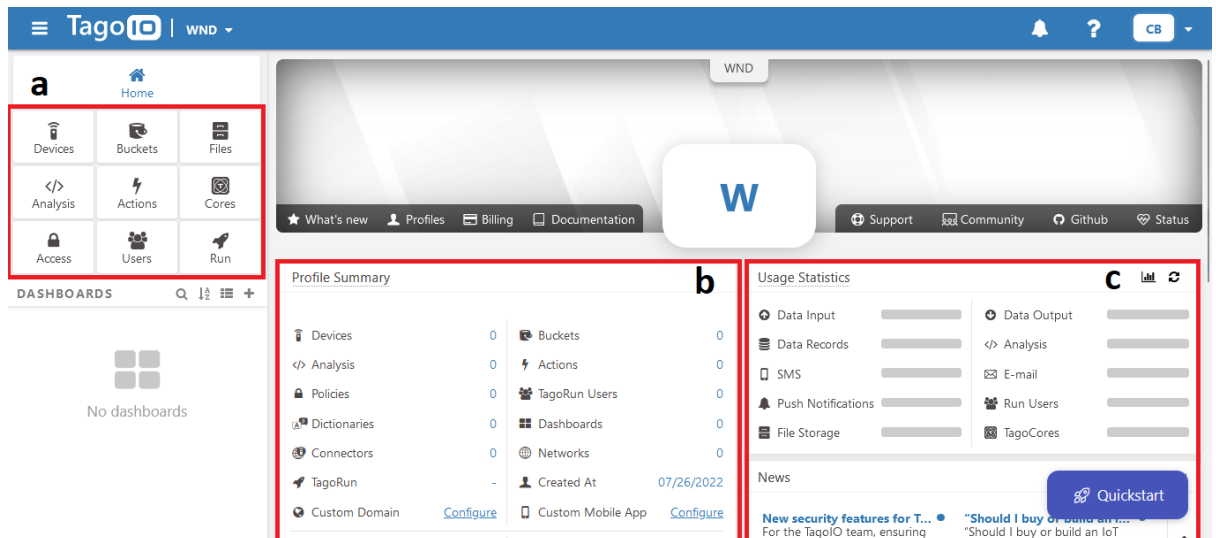 TagoIO | WND
CB
a
Home
Devices Buckets Files
Analysis Actions Cores
Access Users Run
DASHBOARDS
No dashboards
WND
W
What's new Profiles Billing Documentation
Support Community Github Status
Profile Summary
b
Devices 0 Buckets 0
Analysis 0 Actions 0
Policies 0 TagoRun Users 0
Dictionaries 0 Dashboards 0
Connectors 0 Networks 0
TagoRun - Created At 07/26/2022
Custom Domain Configure Custom Mobile App Configure
Usage Statistics
c
Data Input Data Output
Data Records Analysis
SMS E-mail
Push Notifications Run Users
File Storage TagoCores
News
Quickstart
New security features for T...
For the TagoIO team, ensuring
"Should I buy or build an I...
"Should I buy or build an IoT